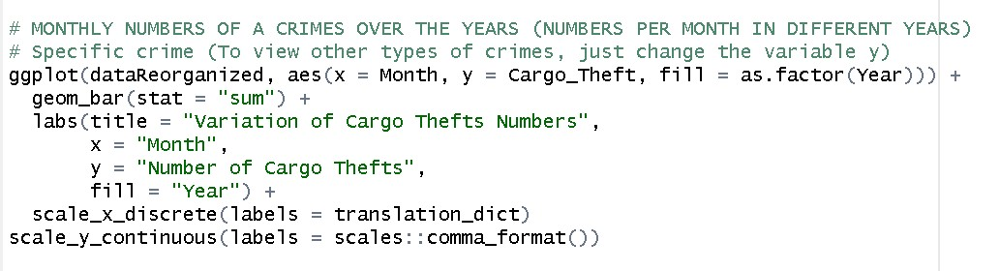 # MONTHLY NUMBERS OF A CRIMES OVER THE YEARS (NUMBERS PER MONTH IN DIFFERENT YEARS)
# Specific crime (To view other types of crimes, just change the variable y)
ggplot(dataReorganized, aes(x = Month, y = Cargo_Theft, fill = as.factor(Year))) +
  geom_bar(stat = "sum") +
  labs(title = "Variation of Cargo Thefts Numbers",
       x = "Month",
       y = "Number of Cargo Thefts",
       fill = "Year") +
  scale_x_discrete(labels = translation_dict)
scale_y_continuous(labels = scales::comma_format())